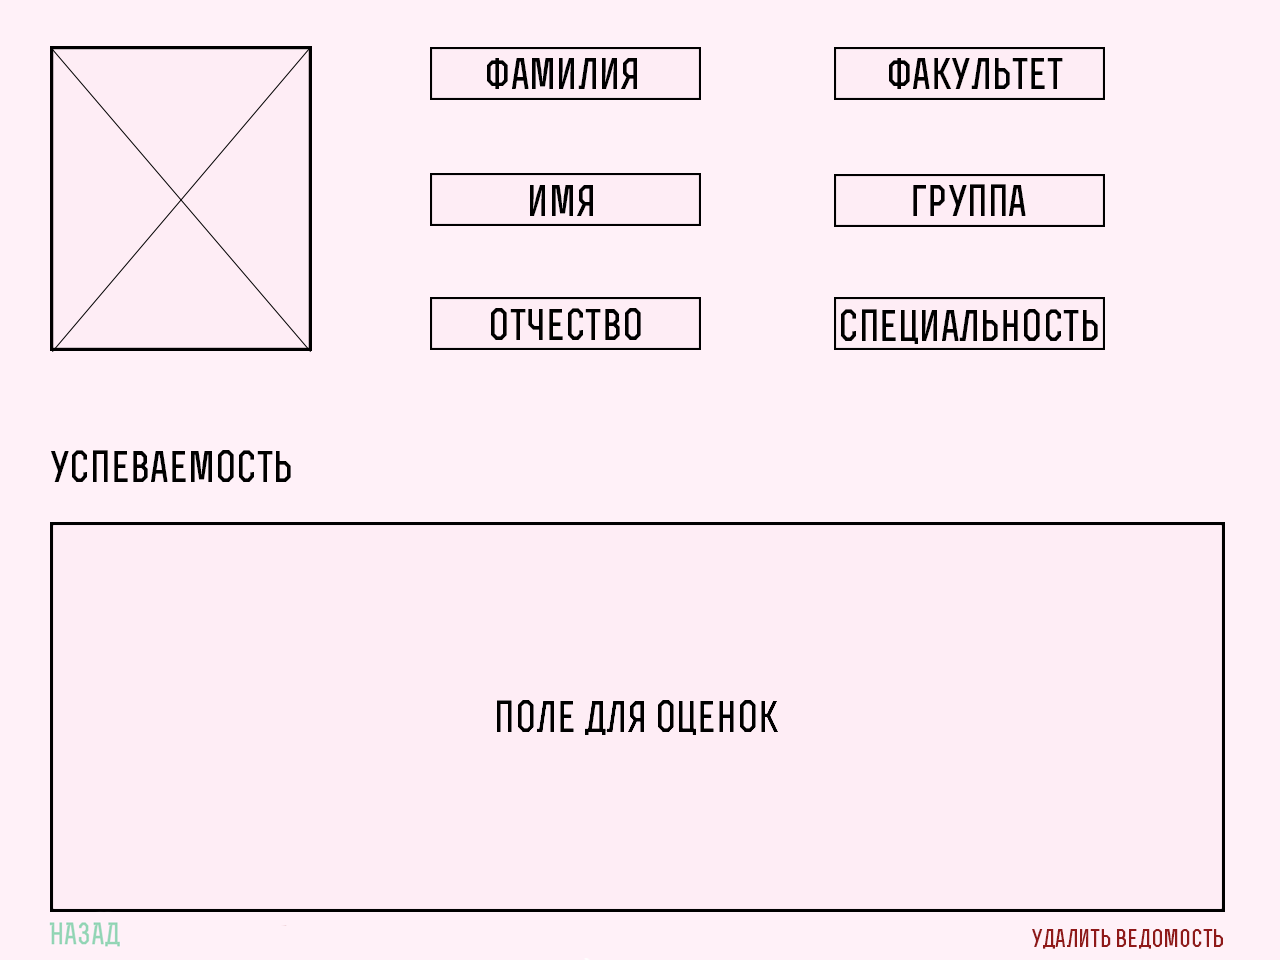 ФАМИЛИЯ
ФАКУЛЬТЕТ
ИМЯ
ГРУППА
ОТЧЕСТВО
СПЕЦИАЛЬНОСТЬ
УСПЕВАЕМОСТЬ
ПОЛЕ ДЛЯ ОЦЕНОК
НАЗАД
УДАЛИТЬ ВЕДОМОСТЬ